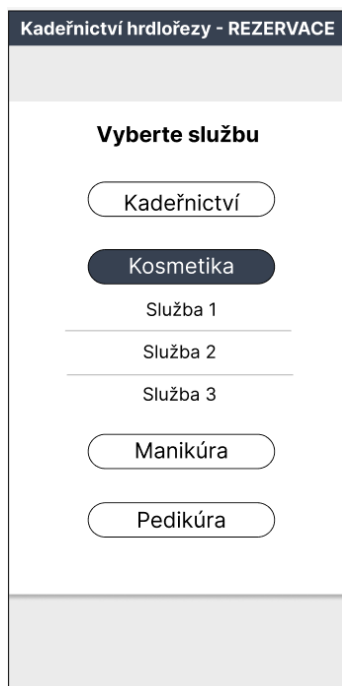 Kadeřnictví hrdlořezy - REZERVACE
Vyberte službu
Kadeřnictví
Kosmetika
Služba 1
Služba 2
Služba 3
Manikúra
Pedikúra